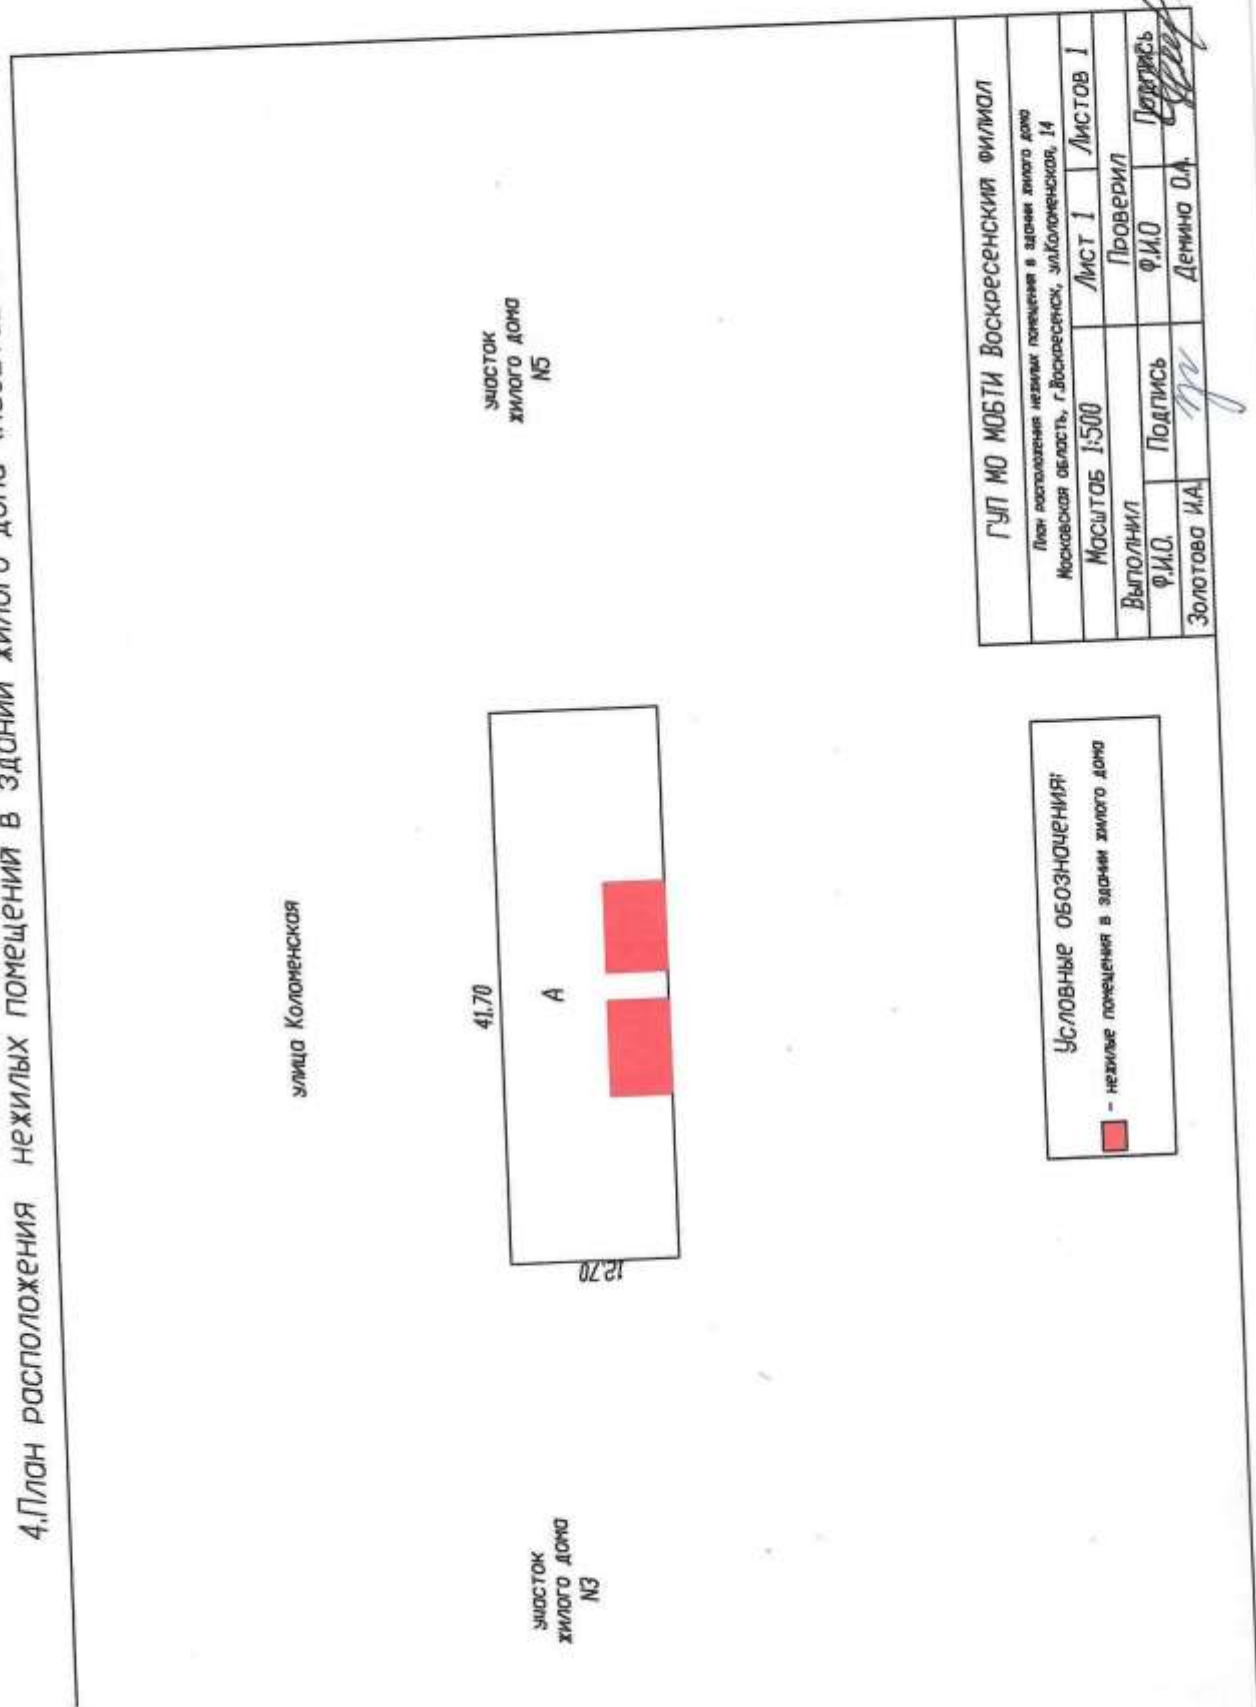 4.План расположения нежилых помещений в здании жилого дома
улица Коломенская
участок
жилого дома
N5
41.70
А
12.70
участок
жилого дома
N3
Условные обозначения:
- нежилые помещения в здании жилого дома
ГУП МО МОБТИ Воскресенский филиал
План расположения нежилых помещения в здании жилого дома
Московская область, г.Воскресенск, ул.Коломенская, 14
Масштаб 1:500 Лист 1 Листов 1
Выполнил Проверил
Ф.И.О. Подпись Ф.И.О Подпись
Золотова И.А. Демина О.А.